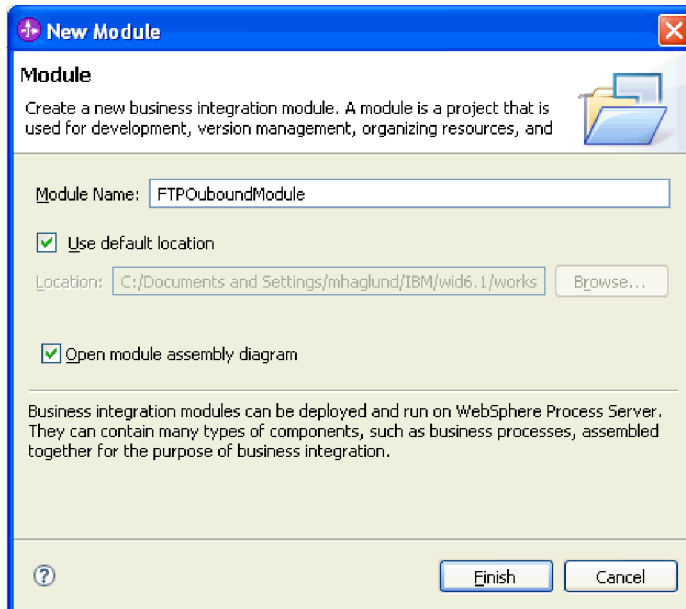 New Module
Module
Create a new business integration module. A module is a project that is
used for development, version management, organizing resources, and
Module Name: FTPOuboundModule
Use default location
Location: C:/Documents and Settings/mhaglund/IBM/wid6.1/works Browse...
Open module assembly diagram
Business integration modules can be deployed and run on WebSphere Process Server.
They can contain many types of components, such as business processes, assembled
together for the purpose of business integration.
Finish Cancel